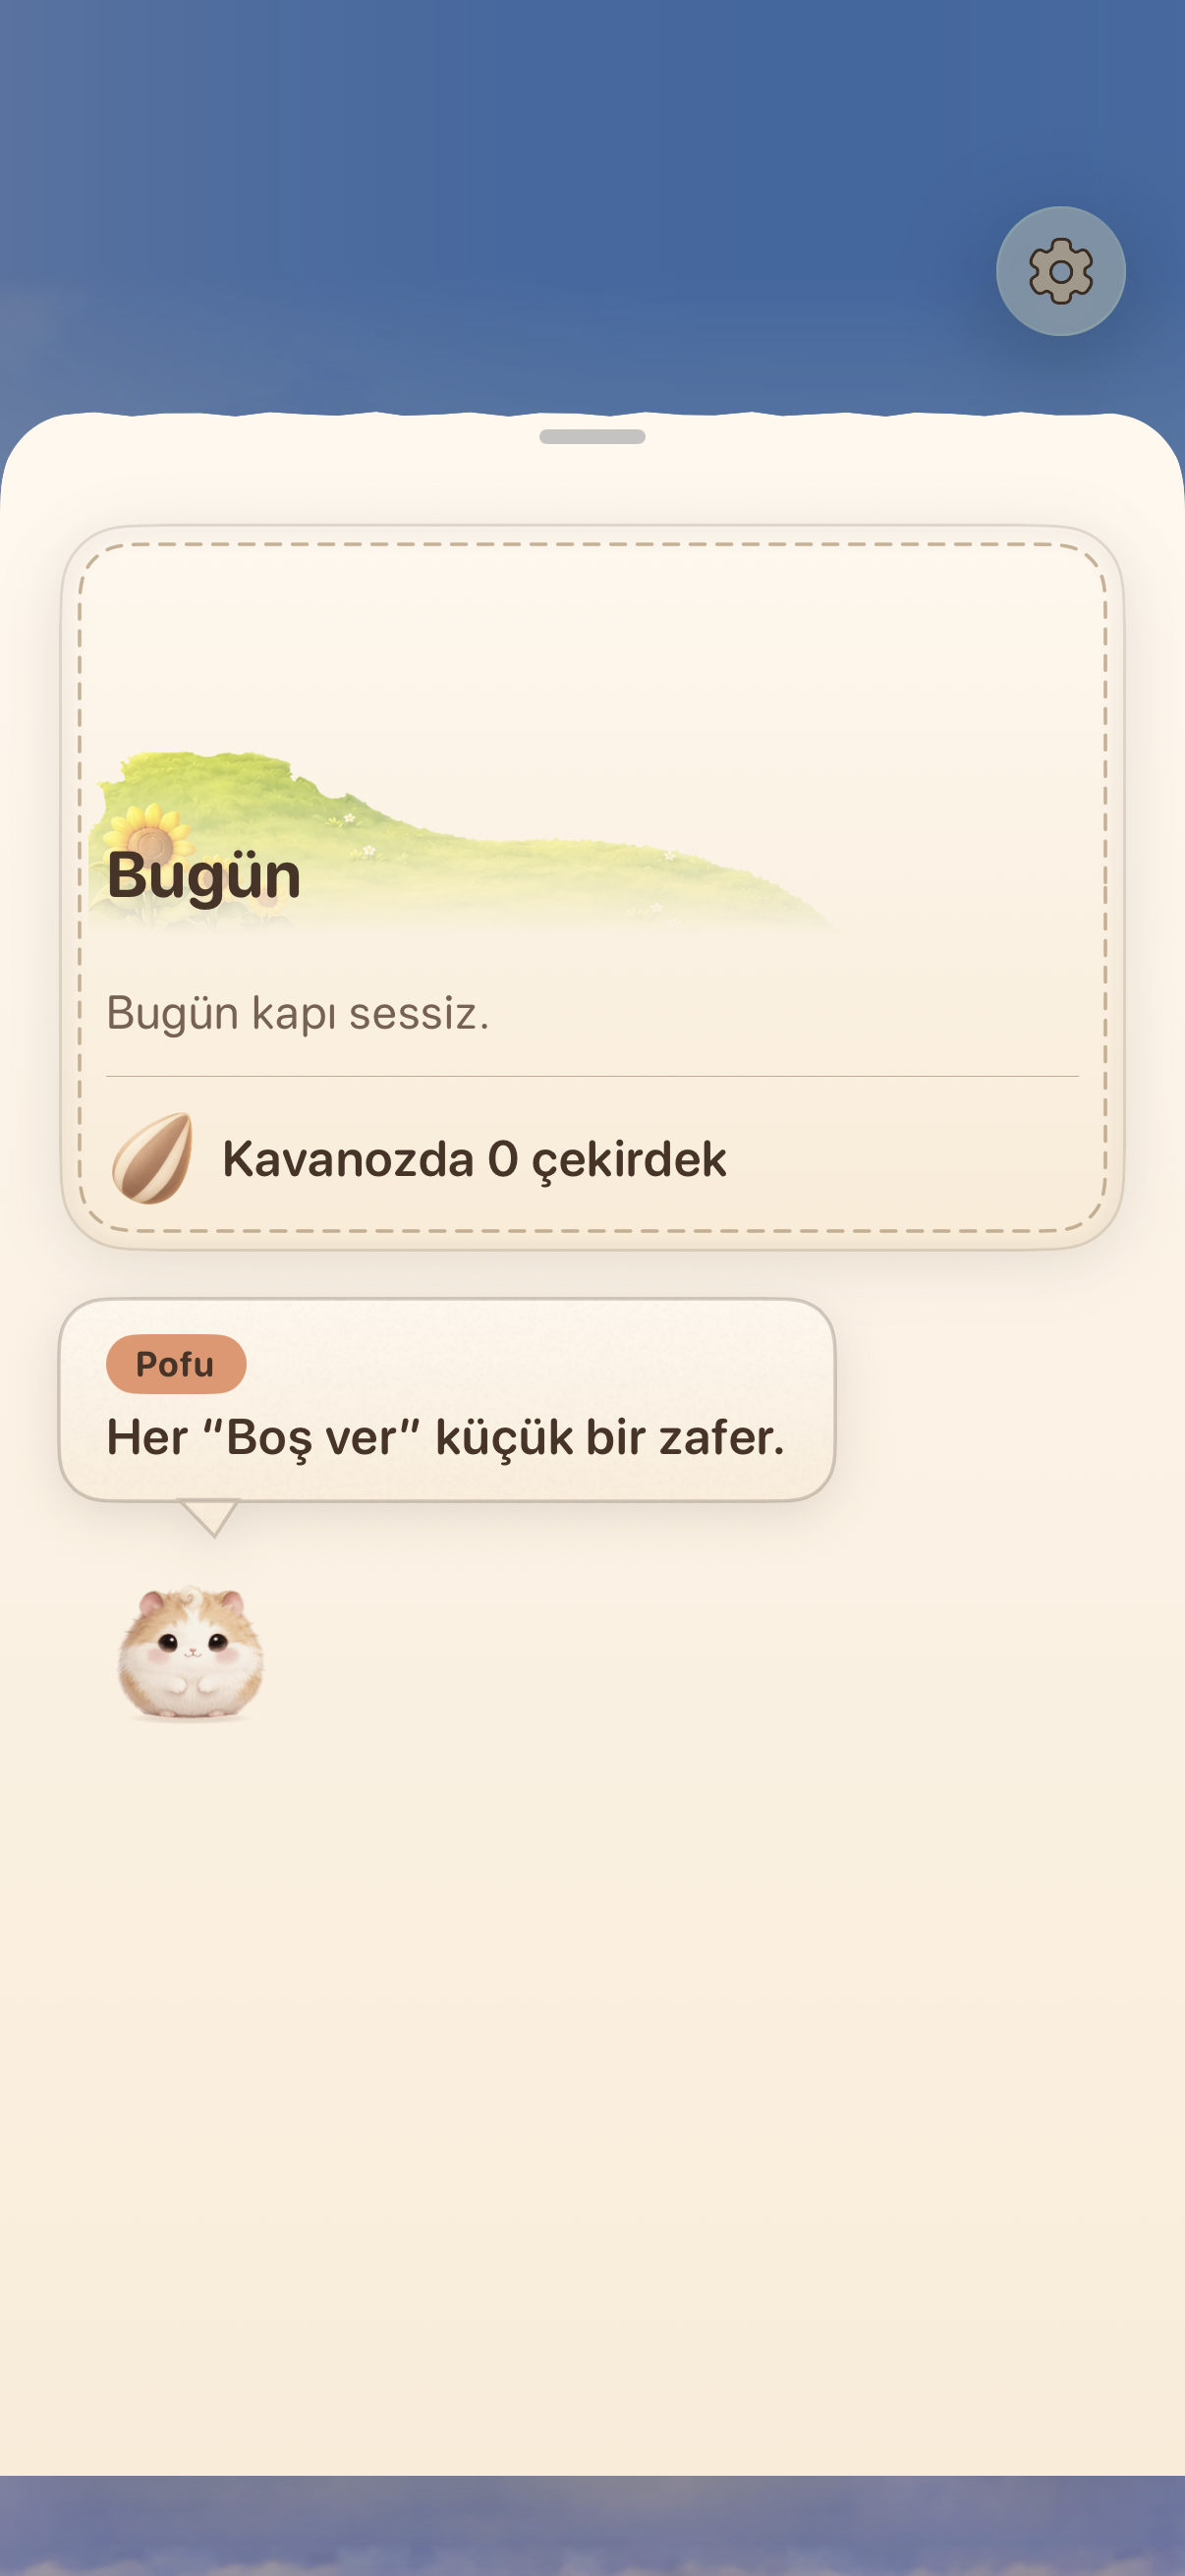 Bugün
Bugün kapı sessiz.
Kavanozda 0 çekirdek
Pofu
Her “Boş ver” küçük bir zafer.